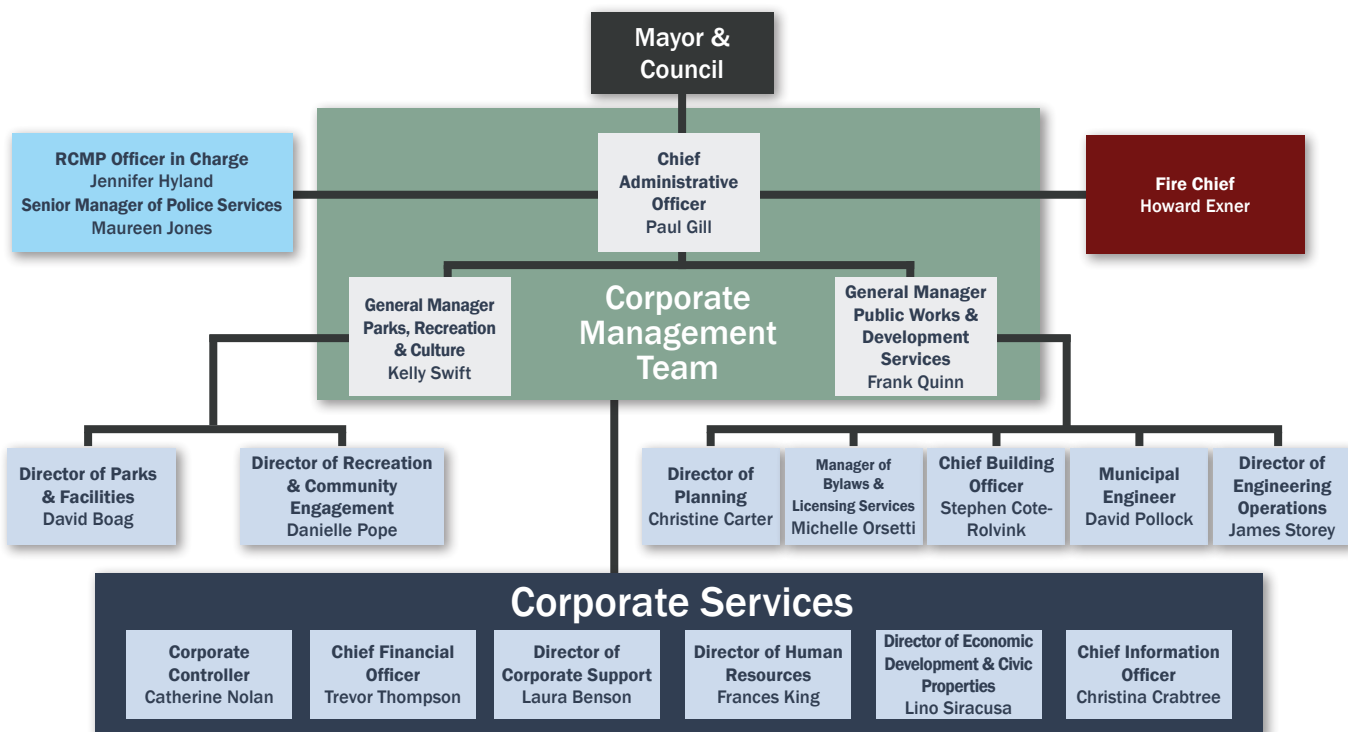 Mayor &
Council
RCMP Officer in Charge
Jennifer Hyland
Senior Manager of Police Services
Maureen Jones
Chief
Administrative
Officer
Paul Gill
Fire Chief
Howard Exner
General Manager
Parks, Recreation
& Culture
Kelly Swift
Corporate
Management
Team
General Manager
Public Works &
Development
Services
Frank Quinn
Director of Parks
& Facilities
David Boag
Director of Recreation
& Community
Engagement
Danielle Pope
Director of
Planning
Christine Carter
Manager of
Bylaws &
Licensing Services
Michelle Orsetti
Chief Building
Officer
Stephen Cote-
Rolvink
Municipal
Engineer
David Pollock
Director of
Engineering
Operations
James Storey
Corporate Services
Corporate
Controller
Catherine Nolan
Chief Financial
Officer
Trevor Thompson
Director of
Corporate Support
Laura Benson
Director of Human
Resources
Frances King
Director of Economic
Development & Civic
Properties
Lino Siracusa
Chief Information
Officer
Christina Crabtree